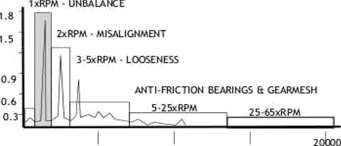 1xRPM - UNBALANCE
1.8
2xRPM - MISALIGNMENT
1.5
3-5xRPM - LOOSENESS
0.9
ANTI-FRICTION BEARINGS & GEARMESH
0.6
5-25xRPM
25-65xRPM
0.3
20000